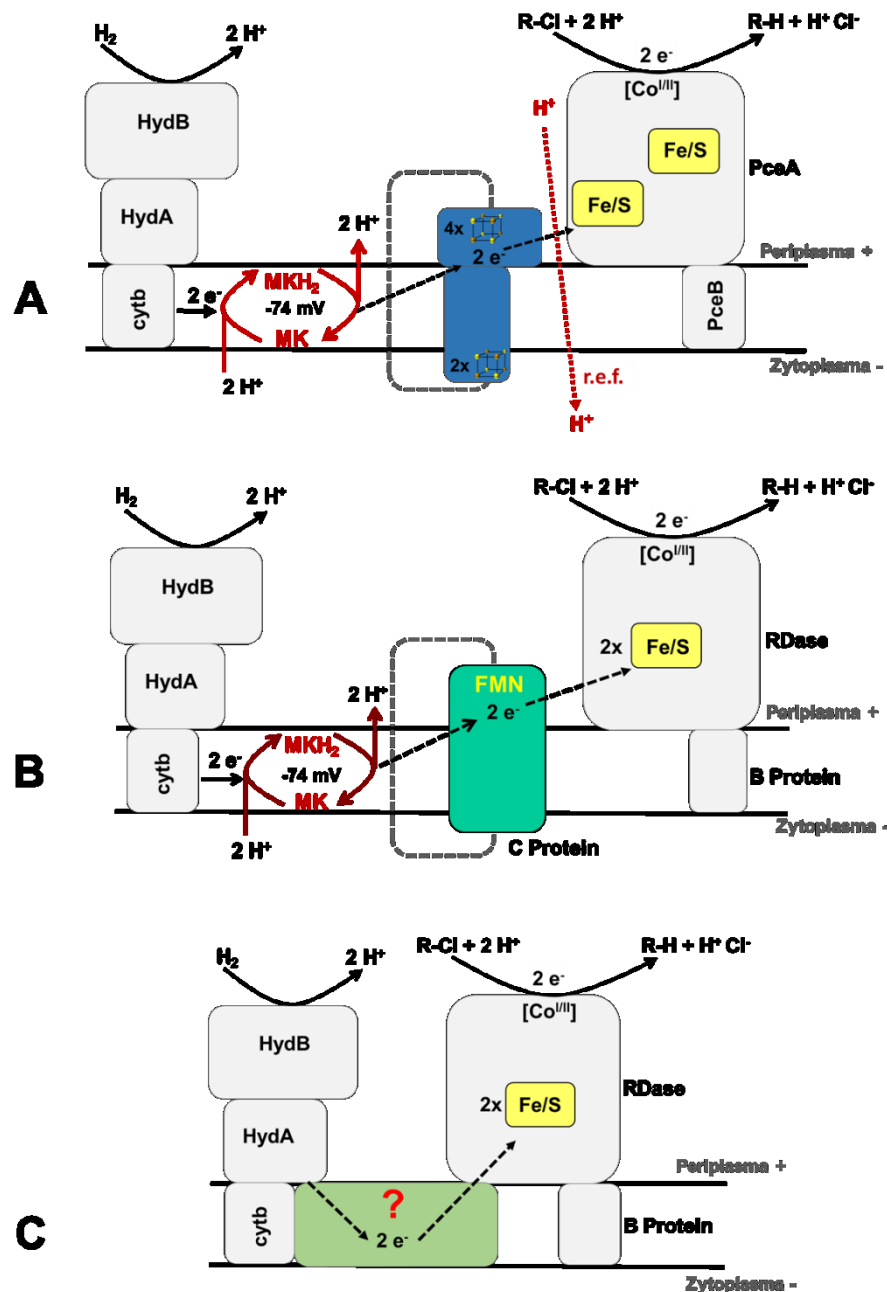 H₂
2 H⁺
R-Cl + 2 H⁺
R-H + H⁺ Cl⁻
2 e⁻
[Co^I/II]
HydB
H⁺
Fe/S
PceA
HydA
2 H⁺
4x
Fe/S
2 e⁻
Periplasma +
A
cytb
2 e⁻
MKH₂
-74 mV
MK
PceB
2x
r.e.f.
Zytoplasma -
2 H⁺
H⁺
H₂
2 H⁺
R-Cl + 2 H⁺
R-H + H⁺ Cl⁻
2 e⁻
[Co^I/II]
HydB
RDase
2x
Fe/S
HydA
2 H⁺
FMN
2 e⁻
Periplasma +
B
cytb
2 e⁻
MKH₂
-74 mV
MK
B Protein
Zytoplasma -
2 H⁺
C Protein
H₂
2 H⁺
R-Cl + 2 H⁺
R-H + H⁺ Cl⁻
2 e⁻
[Co^I/II]
HydB
RDase
2x
Fe/S
HydA
Periplasma +
C
cytb
?
2 e⁻
B Protein
Zytoplasma -